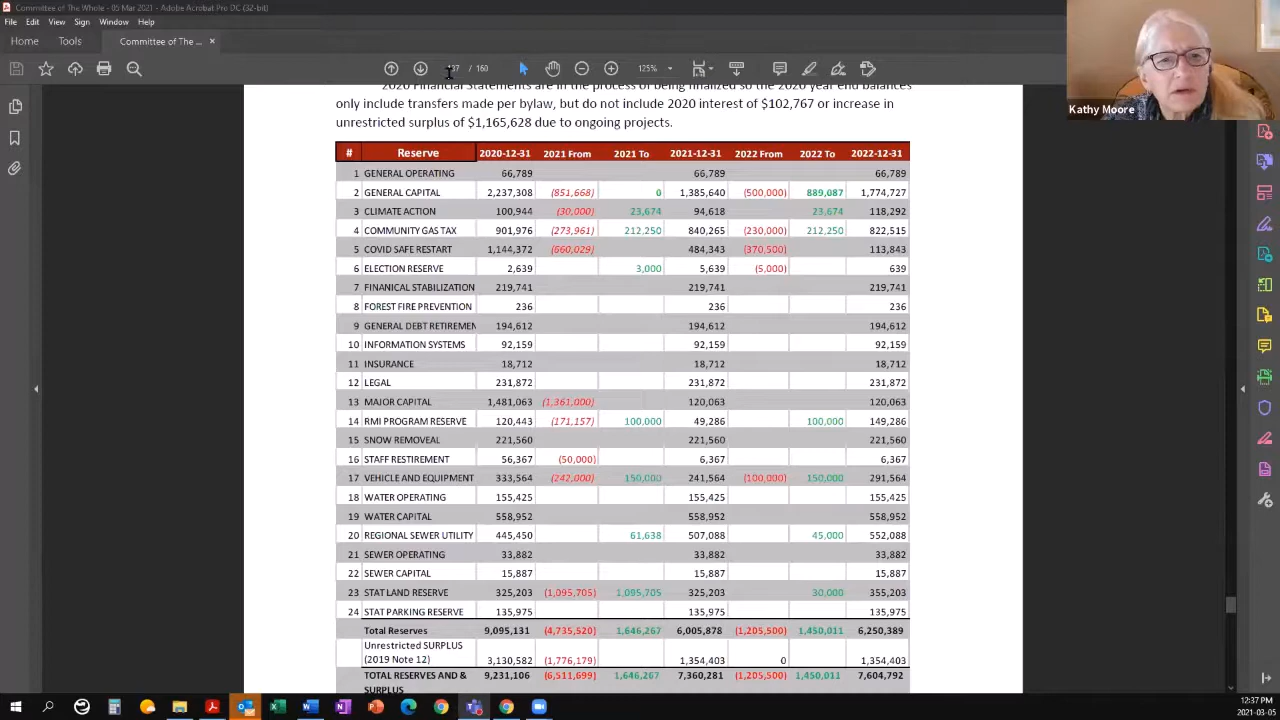 Committee of The Whole - 05 Mar 2021 - Adobe Acrobat Pro DC (32-bit)
File Edit View Sign Window Help
Home Tools Committee of The ... ×
/ 160 125%
Kathy Moore
2020 Financial Statements are in the process of being finalized so the 2020 year end balances
only include transfers made per bylaw, but do not include 2020 interest of $102,767 or increase in
unrestricted surplus of $1,165,628 due to ongoing projects.
# Reserve 2020-12-31 2021 From 2021 To 2021-12-31 2022 From 2022 To 2022-12-31
1 GENERAL OPERATING 66,789 66,789 66,789
2 GENERAL CAPITAL 2,237,308 (851,668) 0 1,385,640 (500,000) 889,087 1,774,727
3 CLIMATE ACTION 100,944 (30,000) 23,674 94,618 23,674 118,292
4 COMMUNITY GAS TAX 901,976 (273,961) 212,250 840,265 (230,000) 212,250 822,515
5 COVID SAFE RESTART 1,144,372 (660,029) 484,343 (370,500) 113,843
6 ELECTION RESERVE 2,639 3,000 5,639 (5,000) 639
7 FINANICAL STABILIZATION 219,741 219,741 219,741
8 FOREST FIRE PREVENTION 236 236 236
9 GENERAL DEBT RETIREMEN 194,612 194,612 194,612
10 INFORMATION SYSTEMS 92,159 92,159 92,159
11 INSURANCE 18,712 18,712 18,712
12 LEGAL 231,872 231,872 231,872
13 MAJOR CAPITAL 1,481,063 (1,361,000) 120,063 120,063
14 RMI PROGRAM RESERVE 120,443 (171,157) 100,000 49,286 100,000 149,286
15 SNOW REMOVEAL 221,560 221,560 221,560
16 STAFF RESTIREMENT 56,367 (50,000) 6,367 6,367
17 VEHICLE AND EQUIPMENT 333,564 (242,000) 150,000 241,564 (100,000) 150,000 291,564
18 WATER OPERATING 155,425 155,425 155,425
19 WATER CAPITAL 558,952 558,952 558,952
20 REGIONAL SEWER UTILITY 445,450 61,638 507,088 45,000 552,088
21 SEWER OPERATING 33,882 33,882 33,882
22 SEWER CAPITAL 15,887 15,887 15,887
23 STAT LAND RESERVE 325,203 (1,095,705) 1,095,705 325,203 30,000 355,203
24 STAT PARKING RESERVE 135,975 135,975 135,975
Total Reserves 9,095,131 (4,735,520) 1,646,267 6,005,878 (1,205,500) 1,450,011 6,250,389
Unrestricted SURPLUS
(2019 Note 12) 3,130,582 (1,776,179) 1,354,403 0 1,354,403
TOTAL RESERVES AND & 9,231,106 (6,511,699) 1,646,267 7,360,281 (1,205,500) 1,450,011 7,604,792
SURPLUS
12:37 PM
2021-03-05